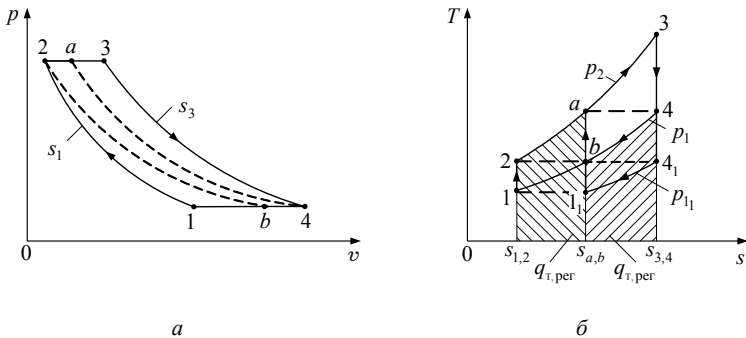 p
2
a
3
s₁
s₃
1
b
4
0
v
а
T
3
p₂
a
4
b
p₁
2
4₁
1
1₁
p₁₁
0
s₁,₂
sₐ,b
s₃,₄
s
qт,рег
qт,рег
б